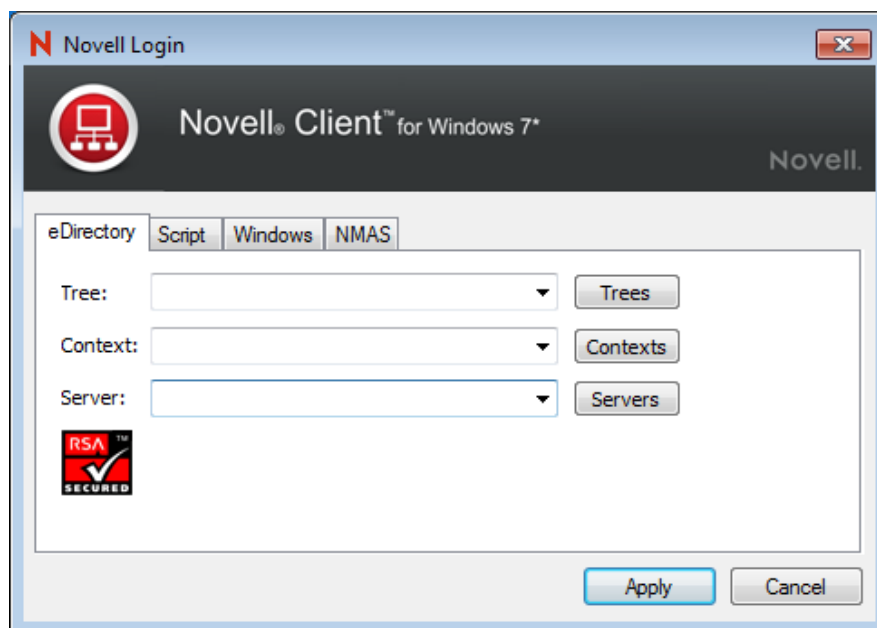 N Novell Login
Novell® Client™ for Windows 7*
Novell.
eDirectory Script Windows NMAS
Tree: Trees
Context: Contexts
Server: Servers
RSA ™
SECURED
Apply Cancel